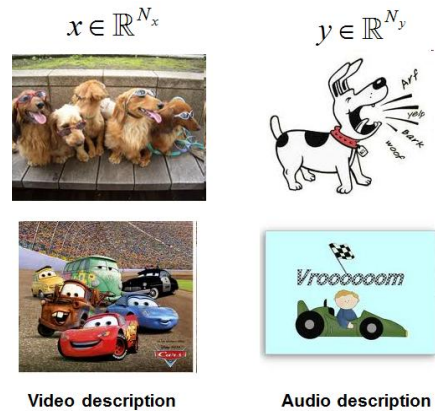 x ∈ ℝ^{N_x}
y ∈ ℝ^{N_y}
Arf
yelp
Bark
woof
Vroooooom
Cars
Video description
Audio description